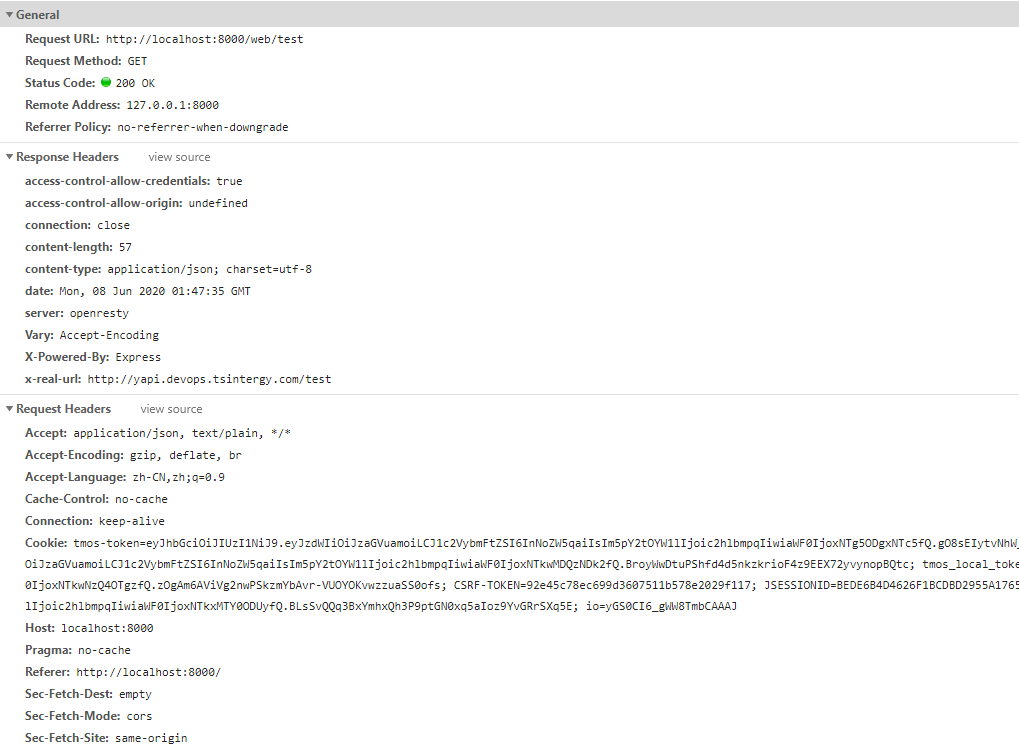 General
Request URL: http://localhost:8000/web/test
Request Method: GET
Status Code: 200 OK
Remote Address: 127.0.0.1:8000
Referrer Policy: no-referrer-when-downgrade
Response Headers view source
access-control-allow-credentials: true
access-control-allow-origin: undefined
connection: close
content-length: 57
content-type: application/json; charset=utf-8
date: Mon, 08 Jun 2020 01:47:35 GMT
server: openresty
Vary: Accept-Encoding
X-Powered-By: Express
x-real-url: http://yapi.devops.tsintergy.com/test
Request Headers view source
Accept: application/json, text/plain, */*
Accept-Encoding: gzip, deflate, br
Accept-Language: zh-CN,zh;q=0.9
Cache-Control: no-cache
Connection: keep-alive
Cookie: tmos-token=eyJhbGciOiJIUzI1NiJ9.eyJzdWIiOiJzaGVuamoiLCJ1c2VybmFtZSI6InNoZW5qaiIsIm5pY2tOYW1lIjoic2hlbmpqIiwiaWF0IjoxNTg5ODgxNTc5fQ.gO8sEIytvNhW_
OiJzaGVuamoiLCJ1c2VybmFtZSI6InNoZW5qaiIsIm5pY2tOYW1lIjoic2hlbmpqIiwiaWF0IjoxNTkwMDQzNDk2fQ.BroyWwDtuPShfd4d5nkzkrioF4z9EEX72yvynopBQtc; tmos_local_toke
0IjoxNTkwNzQ4OTgzfQ.zOgAm6AViVg2nwPSkzmYbAvr-VUOYOKvwzzuaSS0ofs; CSRF-TOKEN=92e45c78ec699d3607511b578e2029f117; JSESSIONID=BEDE6B4D4626F1BCDBD2955A1765
lIjoic2hlbmpqIiwiaWF0IjoxNTkxMTY0ODUyfQ.BLsSvQQq3BxYmhxQh3P9ptGN0xq5aIoz9YvGRrSXq5E; io=yGS0CI6_gWW8TmbCAAAJ
Host: localhost:8000
Pragma: no-cache
Referer: http://localhost:8000/
Sec-Fetch-Dest: empty
Sec-Fetch-Mode: cors
Sec-Fetch-Site: same-origin